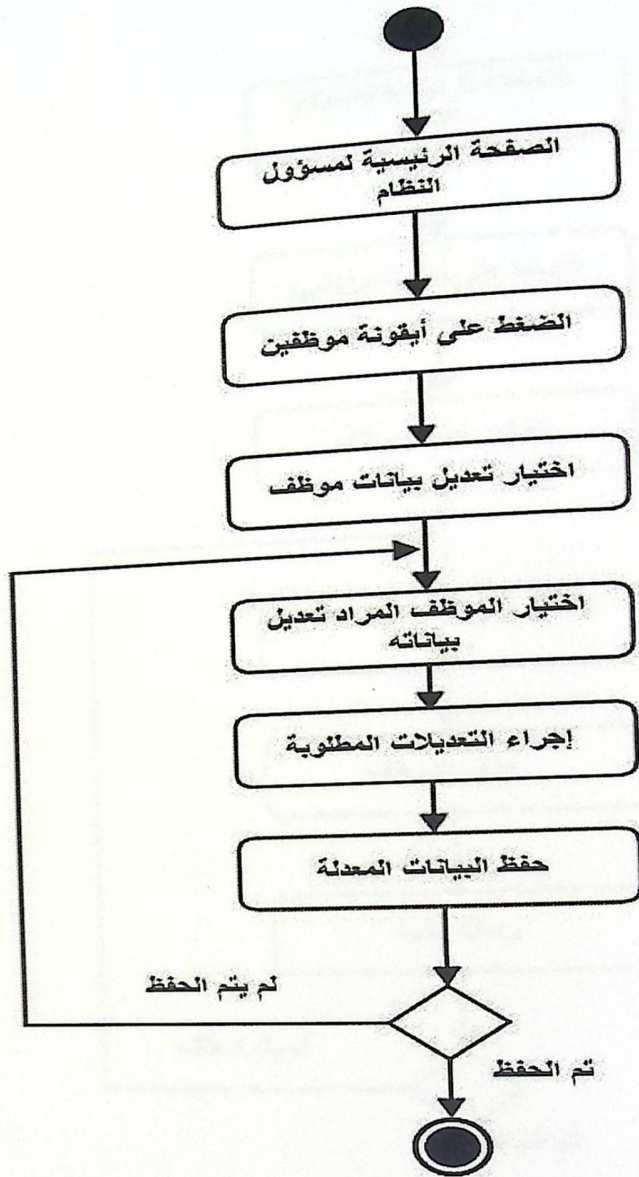 الصفحة الرئيسية لمسؤول
النظام
الضغط على أيقونة موظفين
اختيار تعديل بيانات موظف
اختيار الموظف المراد تعديل
بياناته
إجراء التعديلات المطلوبة
حفظ البيانات المعدلة
لم يتم الحفظ
تم الحفظ